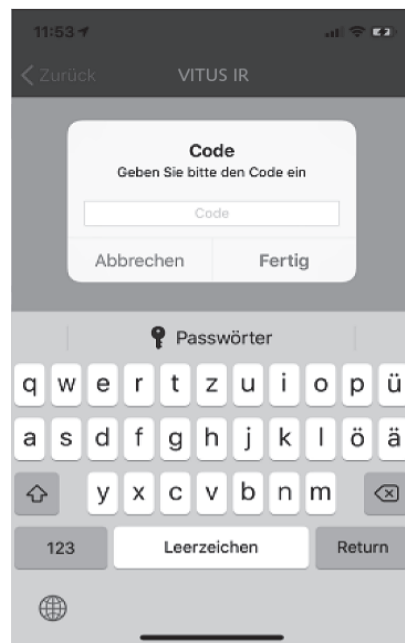 11:53
Zurück VITUS IR
Code
Geben Sie bitte den Code ein
Code
Abbrechen Fertig
Passwörter
q w e r t z u i o p ü
a s d f g h j k l ö ä
y x c v b n m
123 Leerzeichen Return